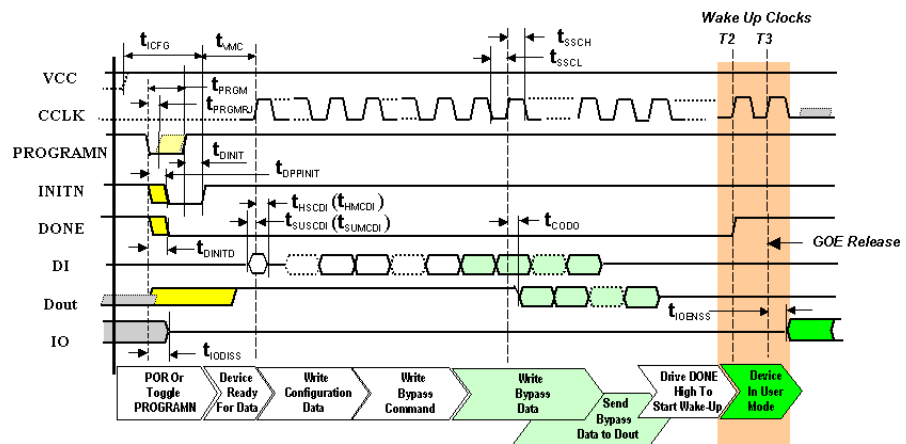 Wake Up Clocks
T2 T3
tICFG
tVMC
tSSCH
tSSCL
VCC
tPRGM
CCLK
tPRGMRJ
PROGRAMN
tDINIT
tDPPINIT
INITN
tHSCDI (tHMCDI)
DONE
tSUSCDI (tSUMCDI)
tCODO
GOE Release
tDINITD
DI
Dout
tIOENSS
IO
tIODISS
POR Or
Toggle
PROGRAMN
Device
Ready
For Data
Write
Configuration
Data
Write
Bypass
Command
Write
Bypass
Data
Send
Bypass
Data to Dout
Drive DONE
High To
Start Wake-Up
Device
In User
Mode